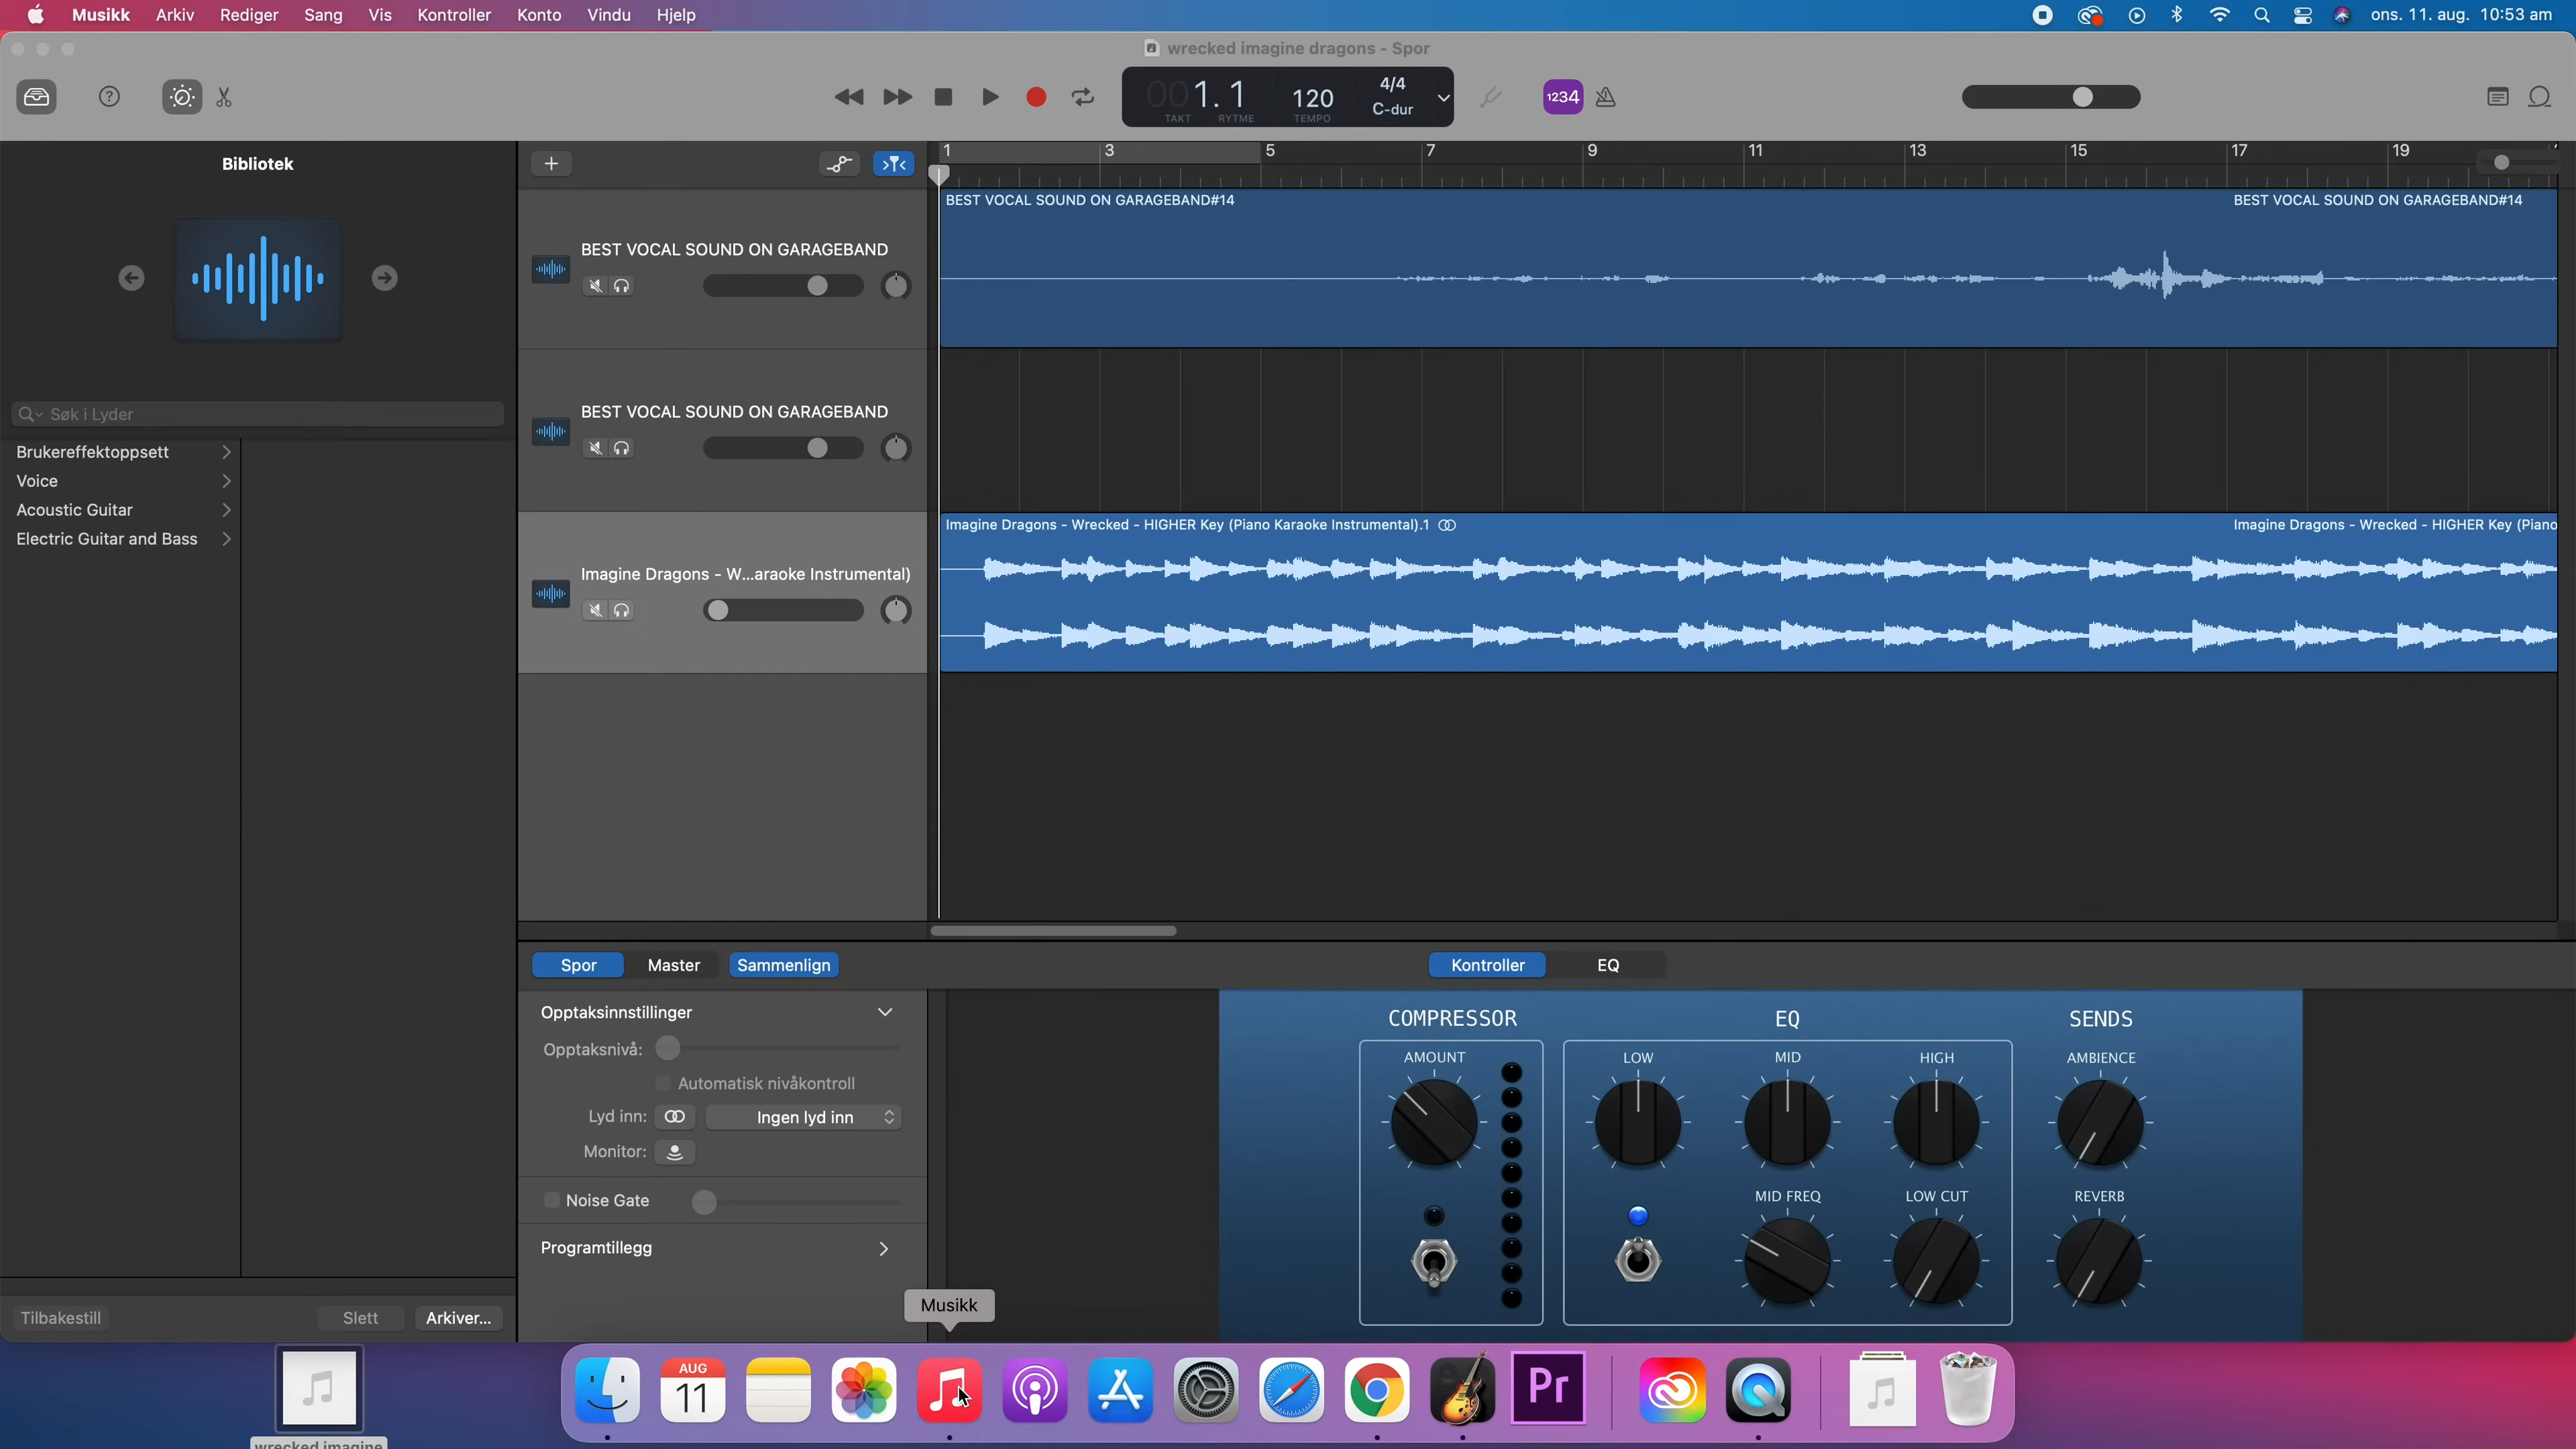 Musikk Arkiv Rediger Sang Vis Kontroller Konto Vindu Hjelp ons. 11. aug. 10:53 am
wrecked imagine dragons - Spor
001. 1 120 4/4
C-dur
TAKT RYTME TEMPO
1234
Bibliotek
1 3 5 7 9 11 13 15 17 19
BEST VOCAL SOUND ON GARAGEBAND#14 BEST VOCAL SOUND ON GARAGEBAND#14
BEST VOCAL SOUND ON GARAGEBAND
Søk i Lyder
BEST VOCAL SOUND ON GARAGEBAND
Brukereffektoppsett
Voice
Acoustic Guitar
Electric Guitar and Bass
Imagine Dragons - Wrecked - HIGHER Key (Piano Karaoke Instrumental).1 Imagine Dragons - Wrecked - HIGHER Key (Piano
Imagine Dragons - W...araoke Instrumental)
Spor Master Sammenlign Kontroller EQ
Opptaksinnstillinger
Opptaksnivå:
Automatisk nivåkontroll
Lyd inn: Ingen lyd inn
Monitor:
Noise Gate
Programtillegg
COMPRESSOR EQ SENDS
AMOUNT LOW MID HIGH AMBIENCE
MID FREQ LOW CUT REVERB
Tilbakestill Slett Arkiver...
Musikk
AUG
11
Pr
wrecked imagine